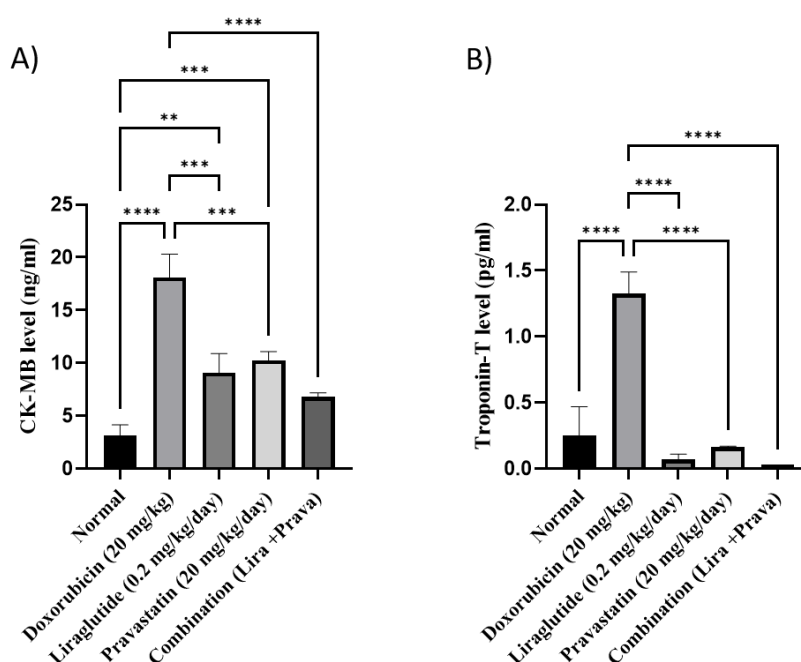 A)
****
***
**
***
****
***
CK-MB level (ng/ml)
25
20
15
10
5
0
Normal
Doxorubicin (20 mg/kg)
Liraglutide (0.2 mg/kg/day)
Pravastatin (20 mg/kg/day)
Combination (Lira +Prava)
B)
****
****
****
****
Troponin-T level (pg/ml)
2.0
1.5
1.0
0.5
0.0
Normal
Doxorubicin (20 mg/kg)
Liraglutide (0.2 mg/kg/day)
Pravastatin (20 mg/kg/day)
Combination (Lira +Prava)